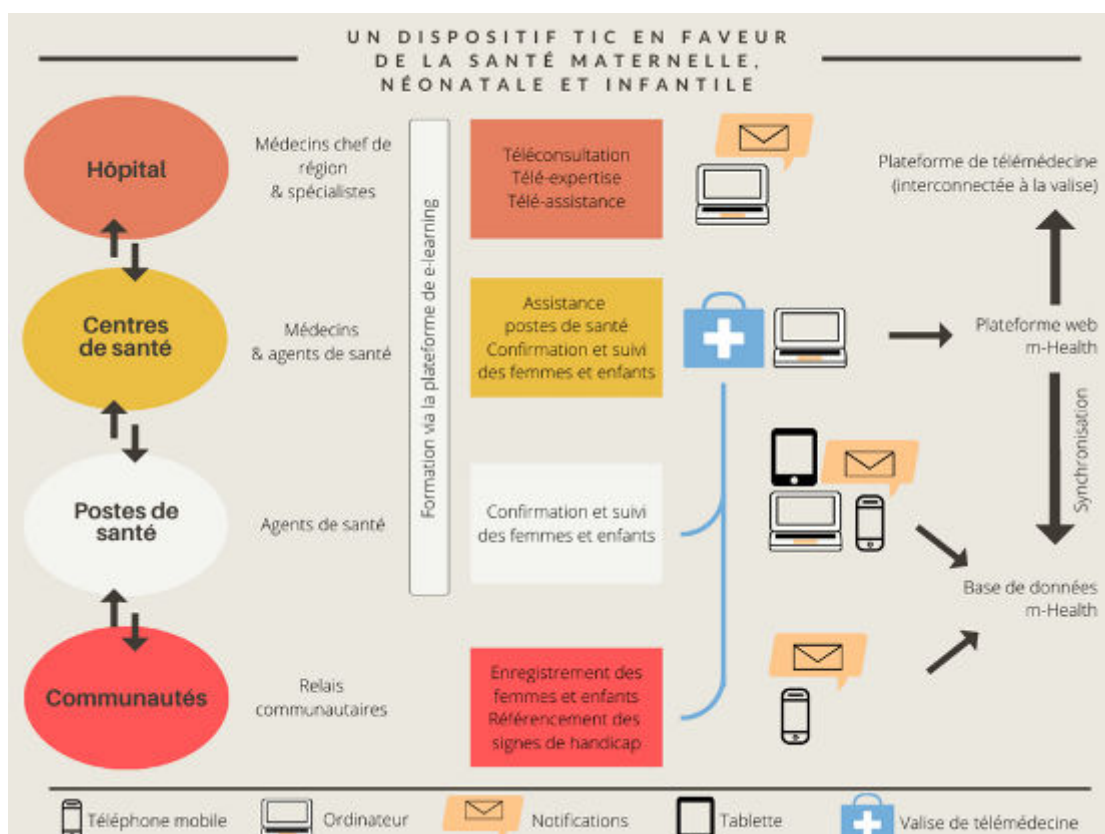 UN DISPOSITIF TIC EN FAVEUR
DE LA SANTÉ MATERNELLE,
NÉONATALE ET INFANTILE
Hôpital
Médecins chef de
région
& spécialistes
Téléconsultation
Télé-expertise
Télé-assistance
Plateforme de télémédecine
(interconnectée à la valise)
Centres
de santé
Médecins
& agents de santé
Formation via la plateforme de e-learning
Assistance
postes de santé
Confirmation et suivi
des femmes et enfants
Plateforme web
m-Health
Synchronisation
Postes de
santé
Agents de santé
Confirmation et suivi
des femmes et enfants
Base de données
m-Health
Communautés
Relais
communautaires
Enregistrement des
femmes et enfants
Référencement des
signes de handicap
Téléphone mobile
Ordinateur
Notifications
Tablette
Valise de télémédecine